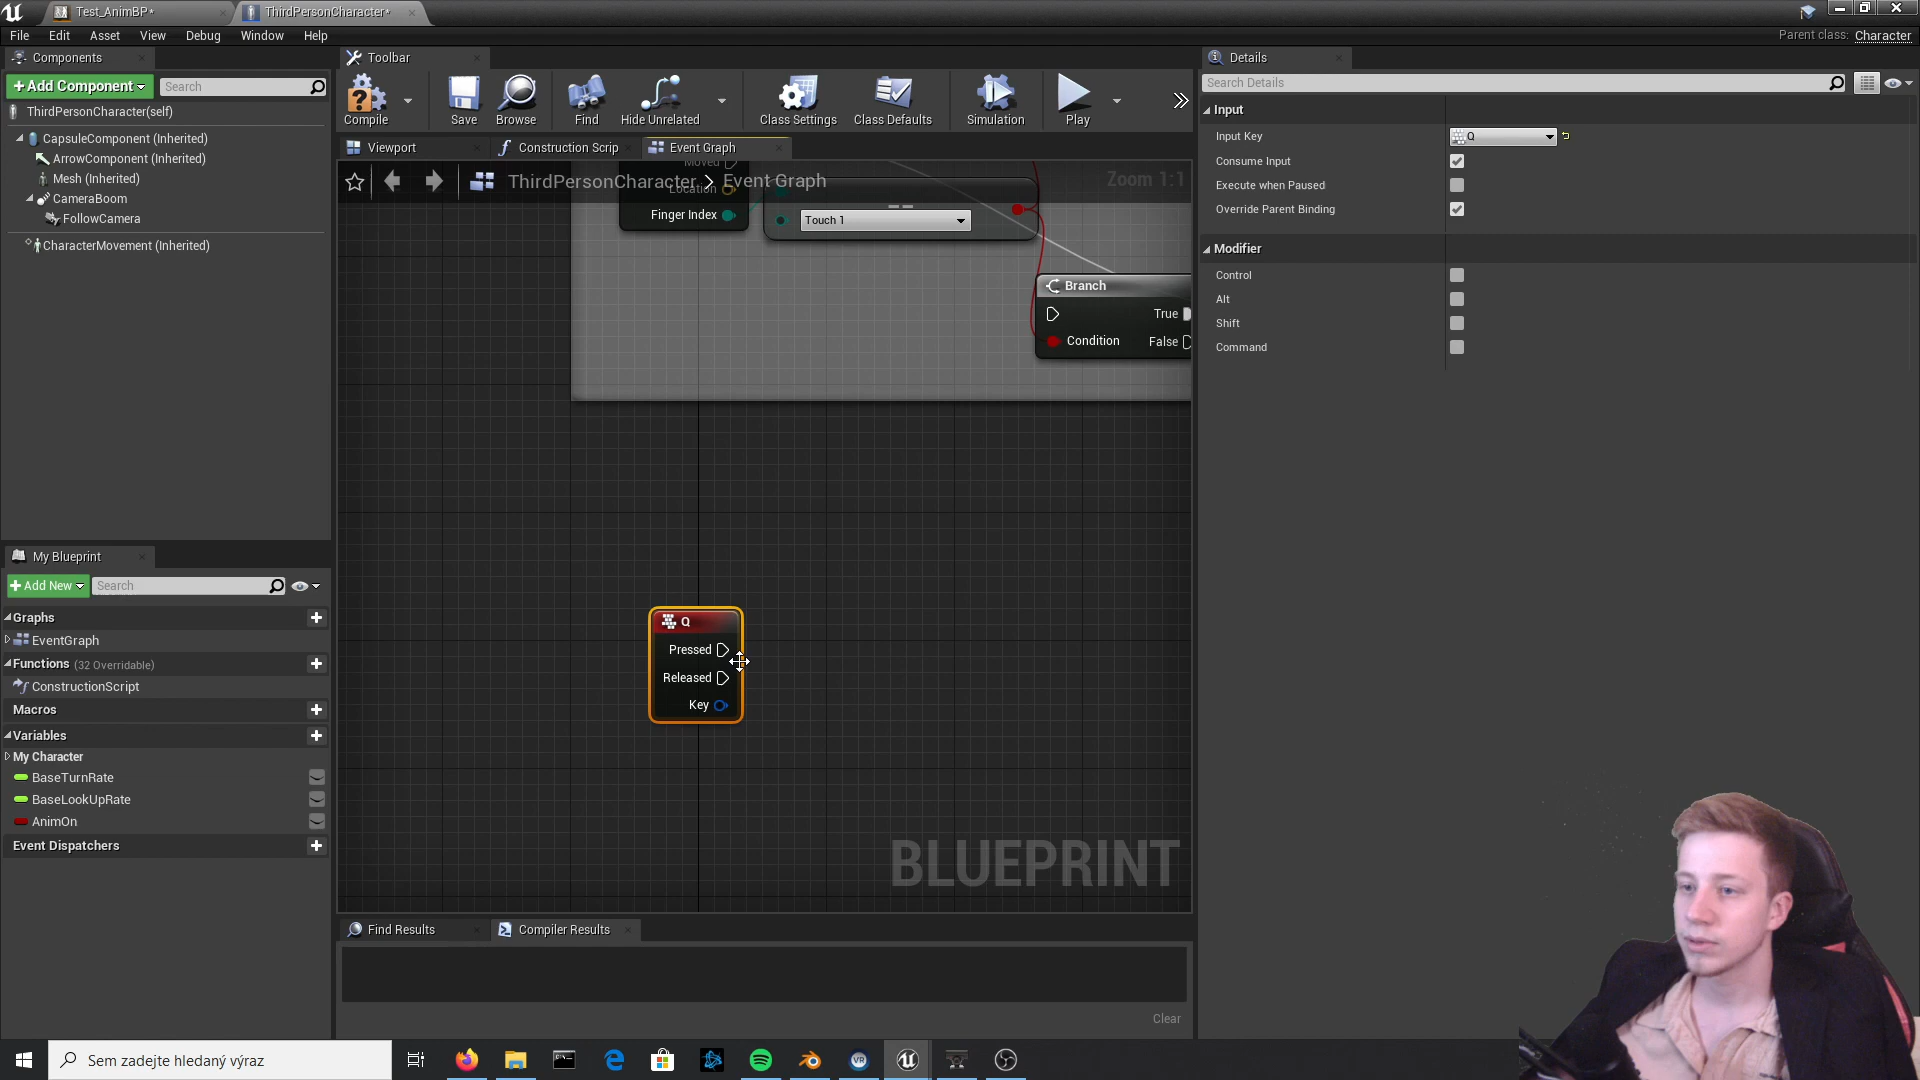 Test_AnimBP*
ThirdPersonCharacter*
File Edit Asset View Debug Window Help
Parent class: Character
Components
Add Component
Search
ThirdPersonCharacter(self)
CapsuleComponent (Inherited)
ArrowComponent (Inherited)
Mesh (Inherited)
CameraBoom
FollowCamera
CharacterMovement (Inherited)
My Blueprint
Add New
Search
Graphs
EventGraph
Functions (32 Overridable)
ConstructionScript
Macros
Variables
My Character
BaseTurnRate
BaseLookUpRate
AnimOn
Event Dispatchers
Toolbar
Compile
Save
Browse
Find
Hide Unrelated
Class Settings
Class Defaults
Simulation
Play
Viewport
Construction Scrip
Event Graph
ThirdPersonCharacter > Event Graph
Zoom 1:1
Moved
Location
Finger Index
==
Touch 1
Branch
True
Condition
False
Q
Pressed
Released
Key
BLUEPRINT
Find Results
Compiler Results
Clear
Details
Search Details
Input
Input Key
Q
Consume Input
Execute when Paused
Override Parent Binding
Modifier
Control
Alt
Shift
Command
Sem zadejte hledaný výraz
VR